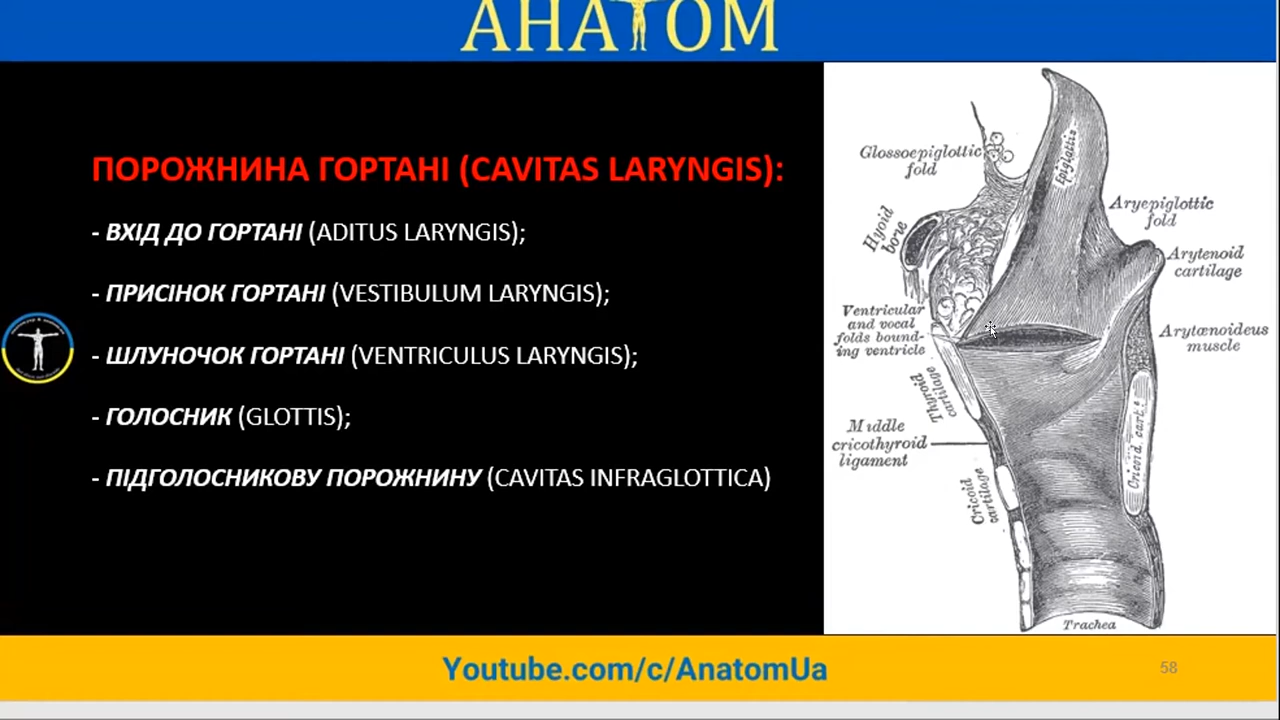 АНАТОМ
ПОРОЖНИНА ГОРТАНІ (CAVITAS LARYNGIS):
- ВХІД ДО ГОРТАНІ (ADITUS LARYNGIS);
- ПРИСІНОК ГОРТАНІ (VESTIBULUM LARYNGIS);
- ШЛУНОЧОК ГОРТАНІ (VENTRICULUS LARYNGIS);
- ГОЛОСНИК (GLOTTIS);
- ПІДГОЛОСНИКОВУ ПОРОЖНИНУ (CAVITAS INFRAGLOTTICA)
Glossoepiglottic
fold
Epiglottis
Hyoid
bone
Aryepiglottic
fold
Arytenoid
cartilage
Ventricular
and vocal
folds bound-
ing ventricle
Arytænoideus
muscle
Thyroid
cartilage
Middle
cricothyroid
ligament
Cricoid cart.
Cricoid
cartilage
Trachea
Youtube.com/c/AnatomUa
58